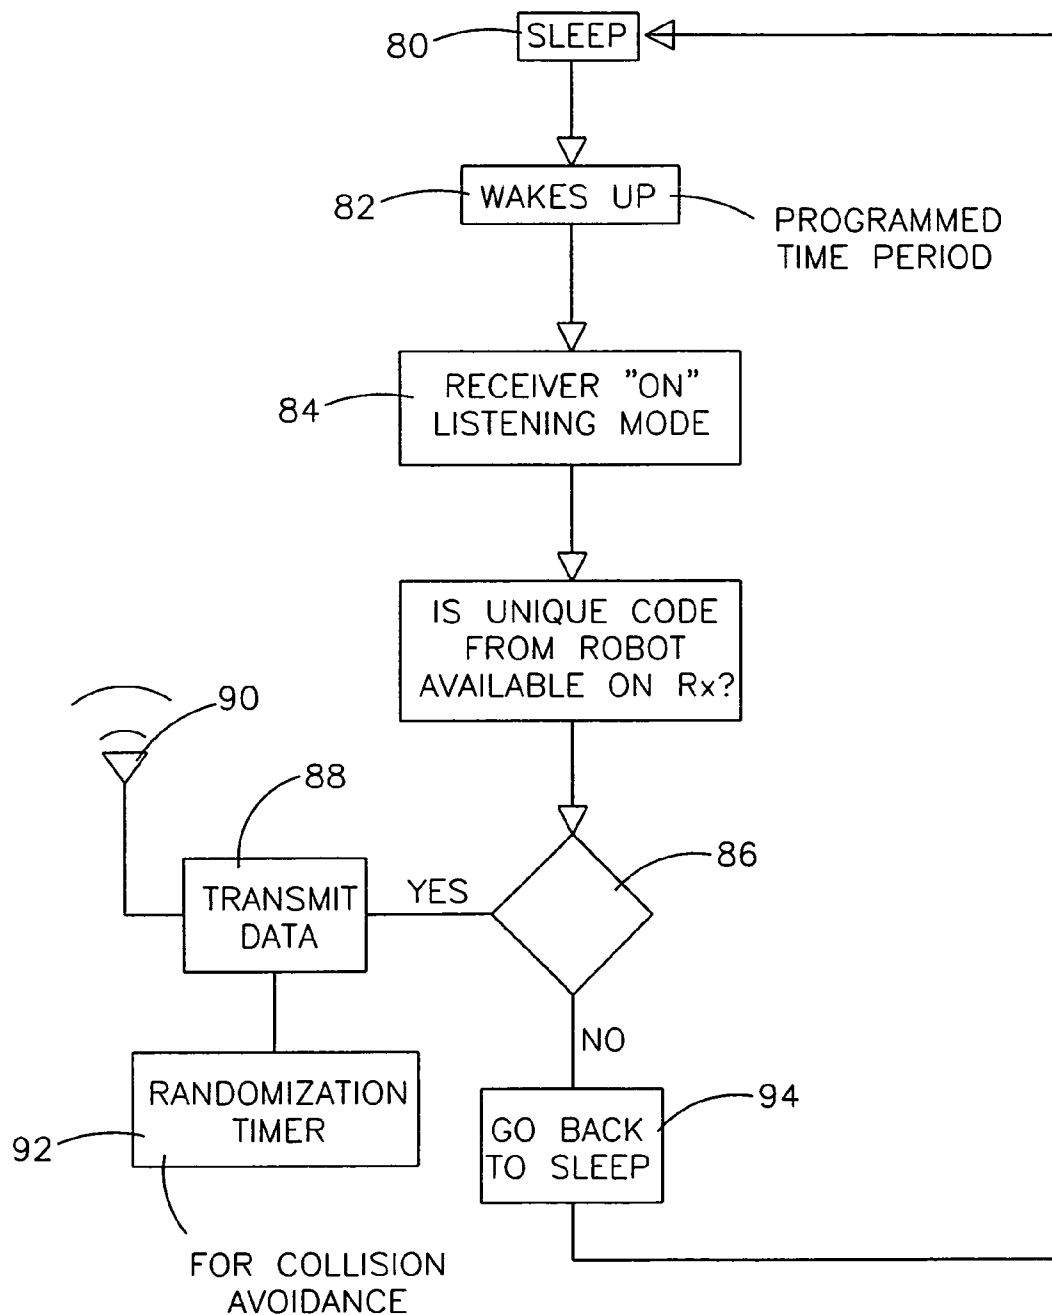 80
SLEEP
82
WAKES UP
PROGRAMMED
TIME PERIOD
84
RECEIVER "ON"
LISTENING MODE
IS UNIQUE CODE
FROM ROBOT
AVAILABLE ON Rx?
90
88
86
YES
TRANSMIT
DATA
NO
RANDOMIZATION
TIMER
92
94
GO BACK
TO SLEEP
FOR COLLISION
AVOIDANCE